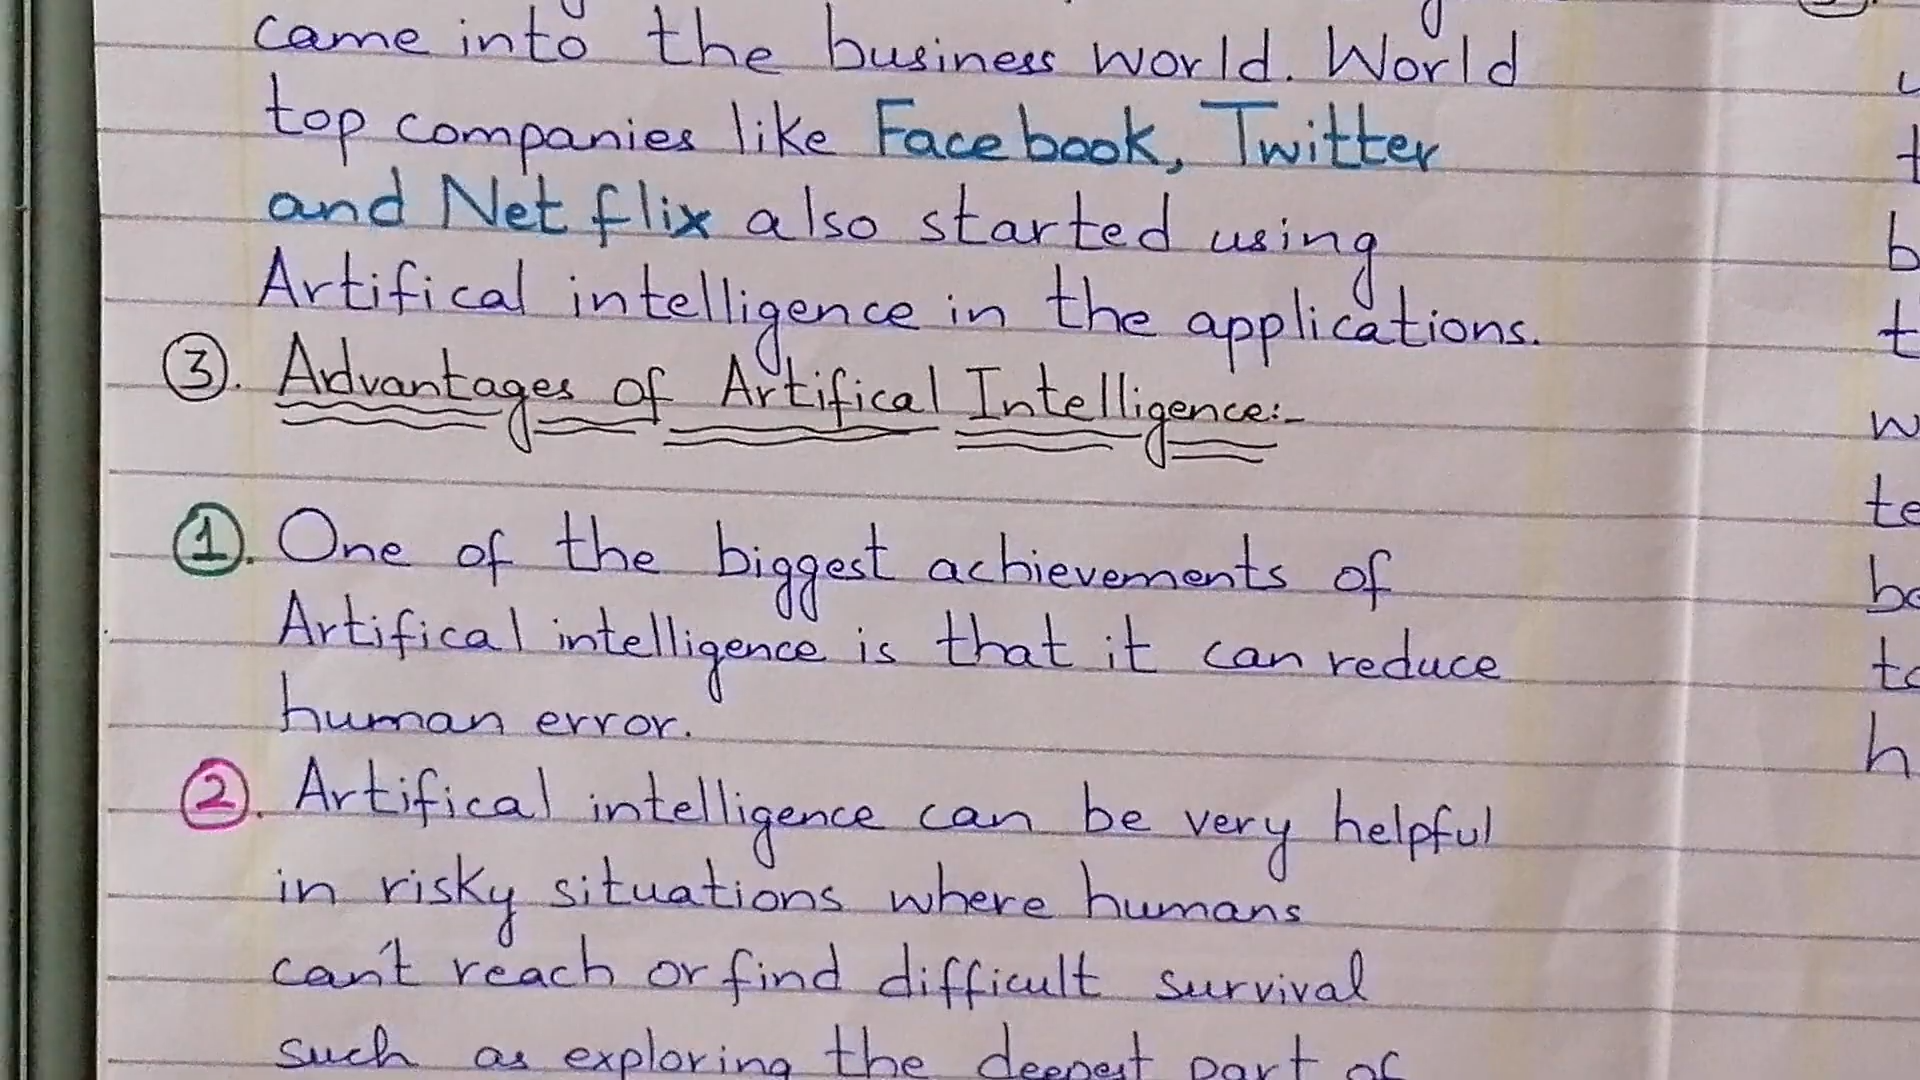 came into the business world. World
top companies like Facebook, Twitter
and Netflix also started using
Artifical intelligence in the applications.
3. Advantages of Artifical Intelligence:-
1. One of the biggest achievements of
Artifical intelligence is that it can reduce
human error.
2. Artifical intelligence can be very helpful
in risky situations where humans
can't reach or find difficult survival
such as exploring the deepest part of